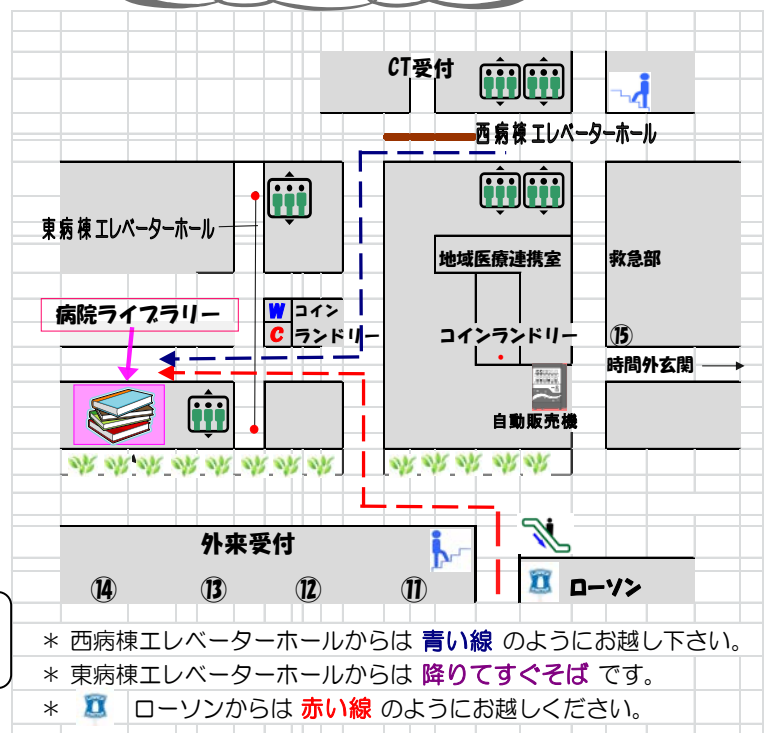 CT受付
西病棟エレベーターホール
東病棟エレベーターホール
地域医療連携室
救急部
病院ライブラリー
W コイン
C ランドリー
コインランドリー
⑮
時間外玄関
自動販売機
外来受付
⑭ ⑬ ⑫ ⑪
ローソン
＊ 西病棟エレベーターホールからは 青い線 のようにお越し下さい。
＊ 東病棟エレベーターホールからは 降りてすぐそば です。
＊ ローソンからは 赤い線 のようにお越しください。